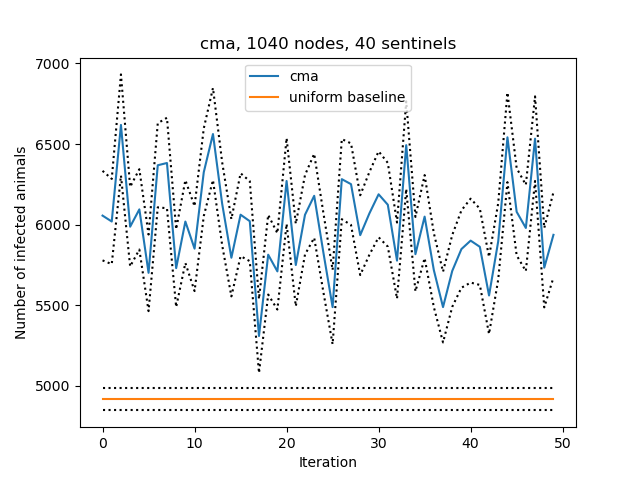 cma, 1040 nodes, 40 sentinels
cma
uniform baseline
Number of infected animals
7000
6500
6000
5500
5000
0
10
20
30
40
50
Iteration